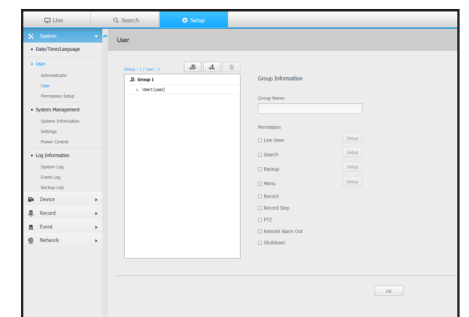 Live
Search
Setup
System
Date/Time/Language
User
Administrator
User
Permission Setup
System Management
System Information
Settings
Power Control
Log Information
System Log
Event Log
Backup Log
Device
Record
Event
Network
User
Group : 1 / User : 1
Group 1
User1 (user)
Group Information
Group Name
Permission
Live View Setup
Search Setup
Backup Setup
Menu Setup
Record
Record Stop
PTZ
Remote Alarm Out
Shutdown
OK